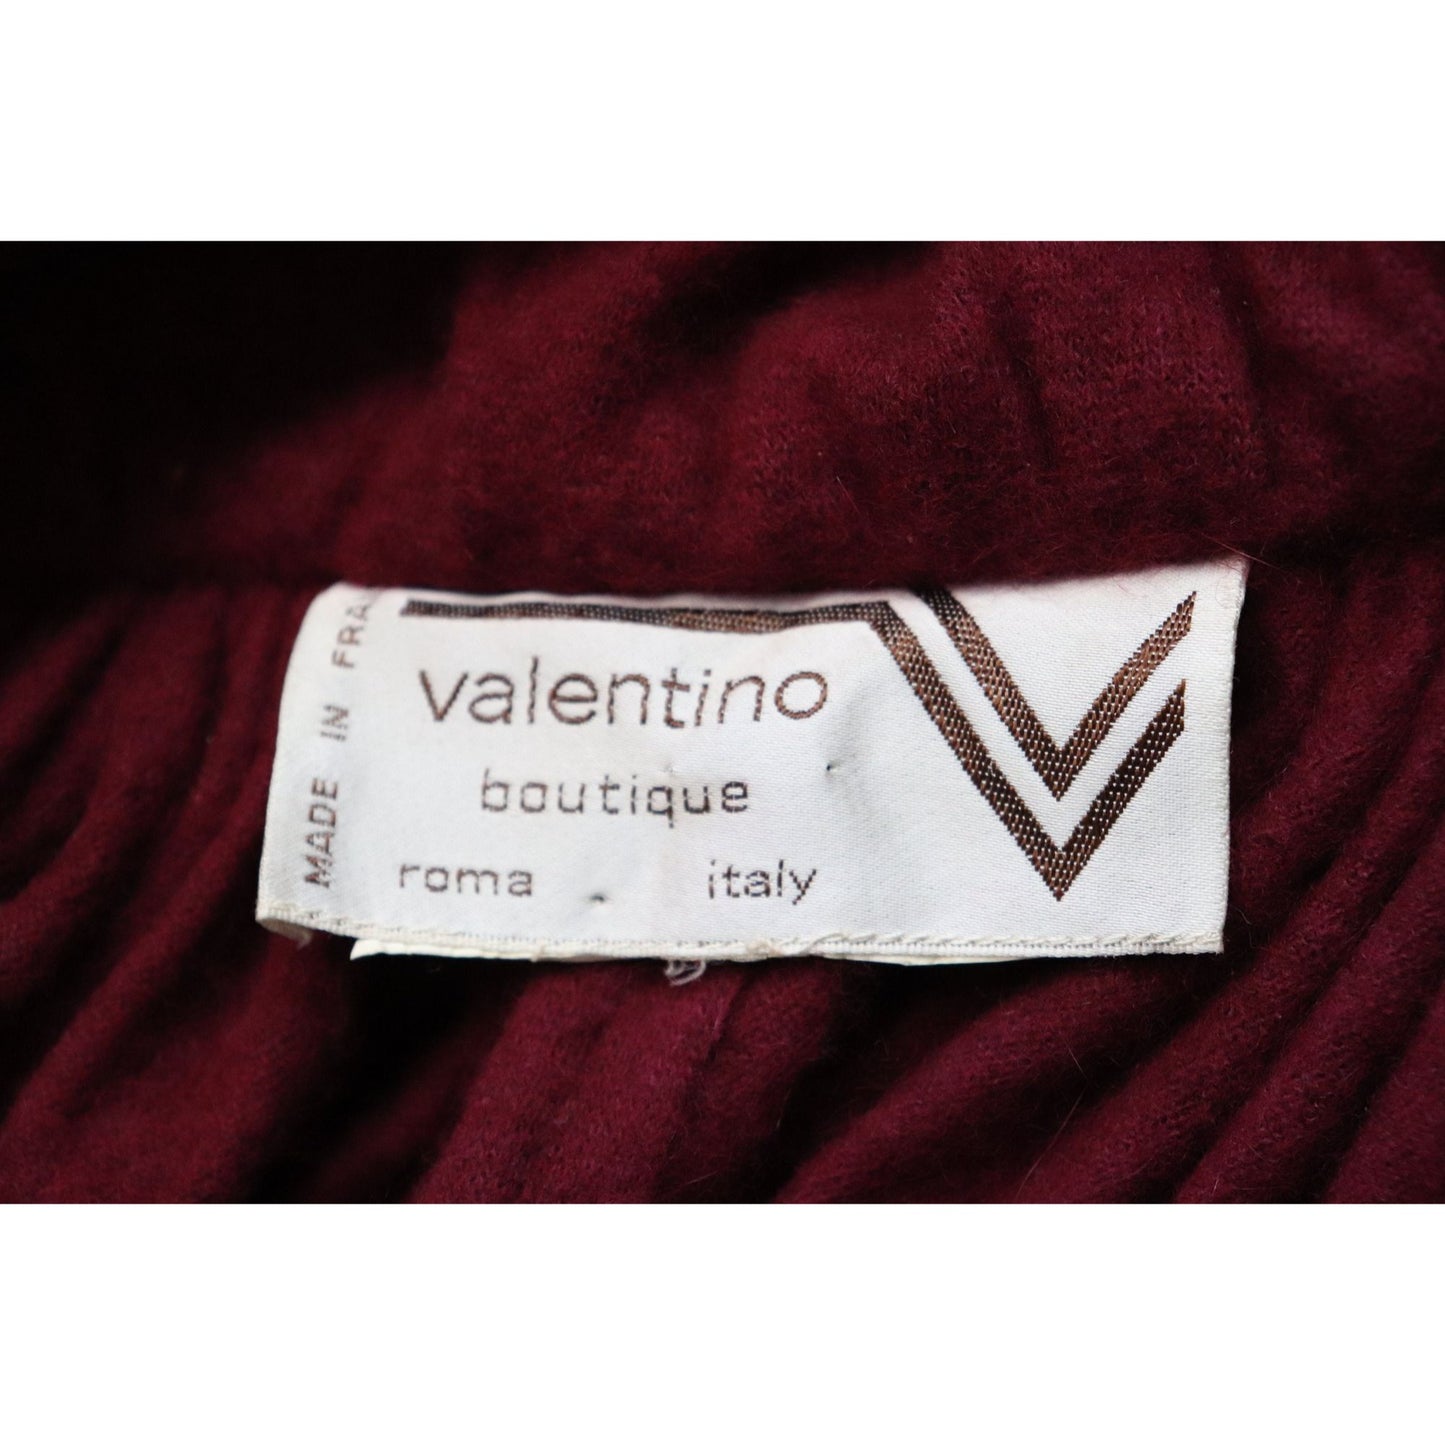 valentino
boutique
roma italy
MADE IN FRA